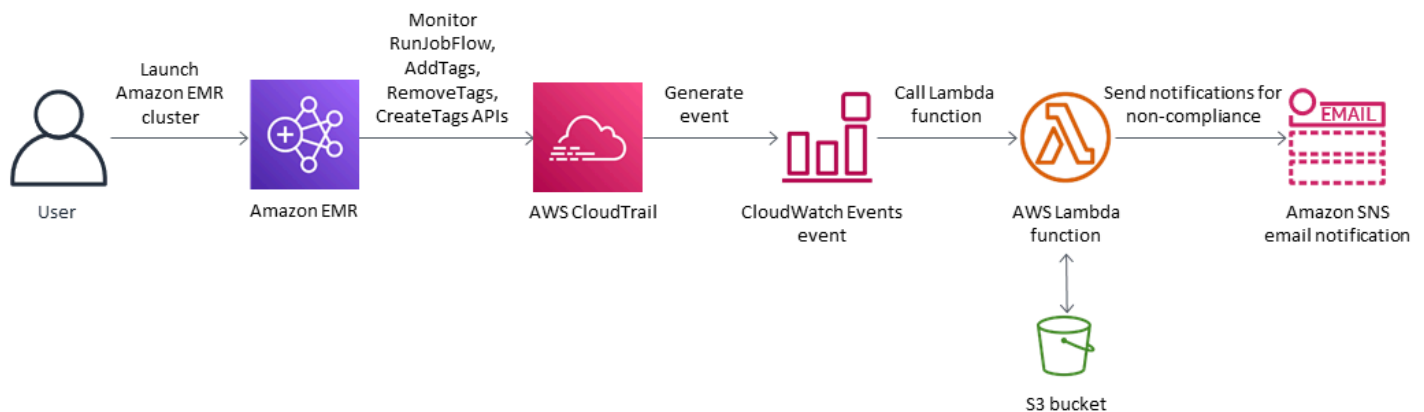 Launch
Amazon EMR
cluster
Monitor
RunJobFlow,
AddTags,
RemoveTags,
CreateTags APIs
Generate
event
Call Lambda
function
Send notifications for
non-compliance
EMAIL
User
Amazon EMR
AWS CloudTrail
CloudWatch Events
event
AWS Lambda
function
Amazon SNS
email notification
S3 bucket